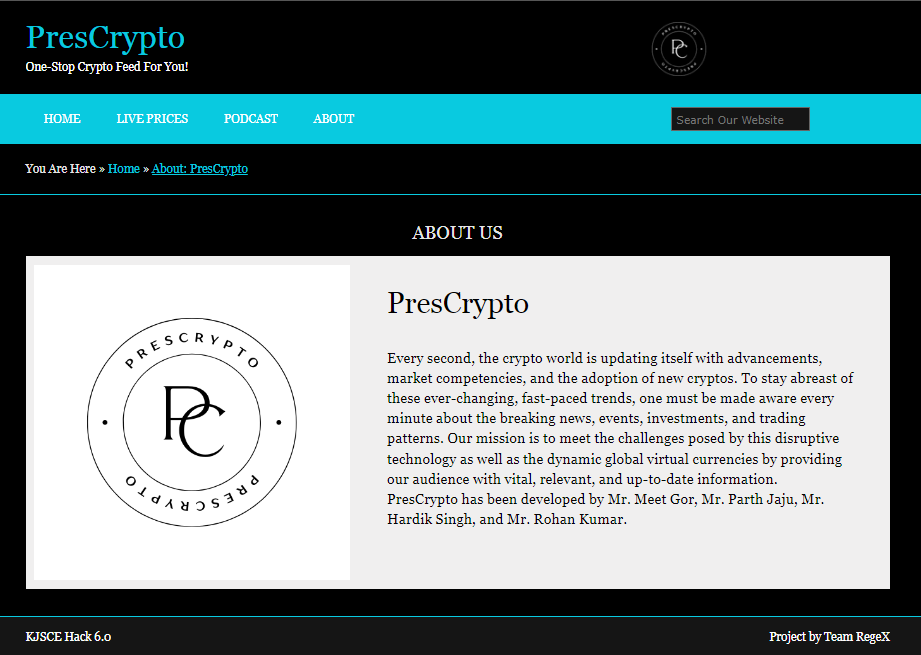 PresCrypto
One-Stop Crypto Feed For You!
PRESCRYPTO
PC
PRESCRYPTO
HOME LIVE PRICES PODCAST ABOUT
Search Our Website
You Are Here » Home » About: PresCrypto
ABOUT US
PRESCRYPTO
PC
PRESCRYPTO
PresCrypto
Every second, the crypto world is updating itself with advancements,
market competencies, and the adoption of new cryptos. To stay abreast of
these ever-changing, fast-paced trends, one must be made aware every
minute about the breaking news, events, investments, and trading
patterns. Our mission is to meet the challenges posed by this disruptive
technology as well as the dynamic global virtual currencies by providing
our audience with vital, relevant, and up-to-date information.
PresCrypto has been developed by Mr. Meet Gor, Mr. Parth Jaju, Mr.
Hardik Singh, and Mr. Rohan Kumar.
KJSCE Hack 6.0
Project by Team RegeX